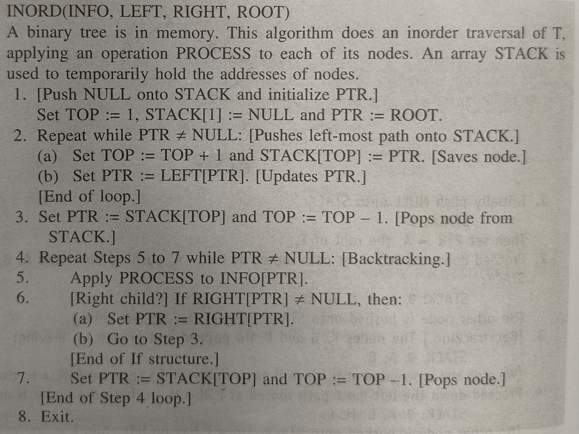 INORD(INFO, LEFT, RIGHT, ROOT)
A binary tree is in memory. This algorithm does an inorder traversal of T,
applying an operation PROCESS to each of its nodes. An array STACK is
used to temporarily hold the addresses of nodes.
1. [Push NULL onto STACK and initialize PTR.]
Set TOP := 1, STACK[1] := NULL and PTR := ROOT.
2. Repeat while PTR ≠ NULL: [Pushes left-most path onto STACK.]
(a) Set TOP := TOP + 1 and STACK[TOP] := PTR. [Saves node.]
(b) Set PTR := LEFT[PTR]. [Updates PTR.]
[End of loop.]
3. Set PTR := STACK[TOP] and TOP := TOP – 1. [Pops node from
STACK.]
4. Repeat Steps 5 to 7 while PTR ≠ NULL: [Backtracking.]
5. Apply PROCESS to INFO[PTR].
6. [Right child?] If RIGHT[PTR] ≠ NULL, then:
(a) Set PTR := RIGHT[PTR].
(b) Go to Step 3.
[End of If structure.]
7. Set PTR := STACK[TOP] and TOP := TOP –1. [Pops node.]
[End of Step 4 loop.]
8. Exit.